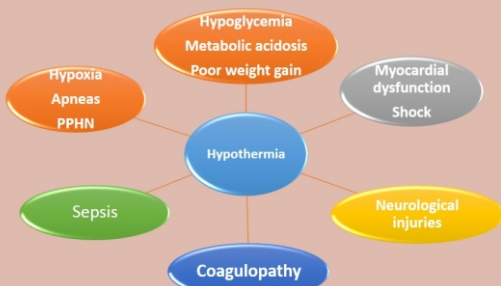 Hypoglycemia
Metabolic acidosis
Poor weight gain
Hypoxia
Apneas
PPHN
Myocardial
dysfunction
Shock
Hypothermia
Sepsis
Neurological
injuries
Coagulopathy